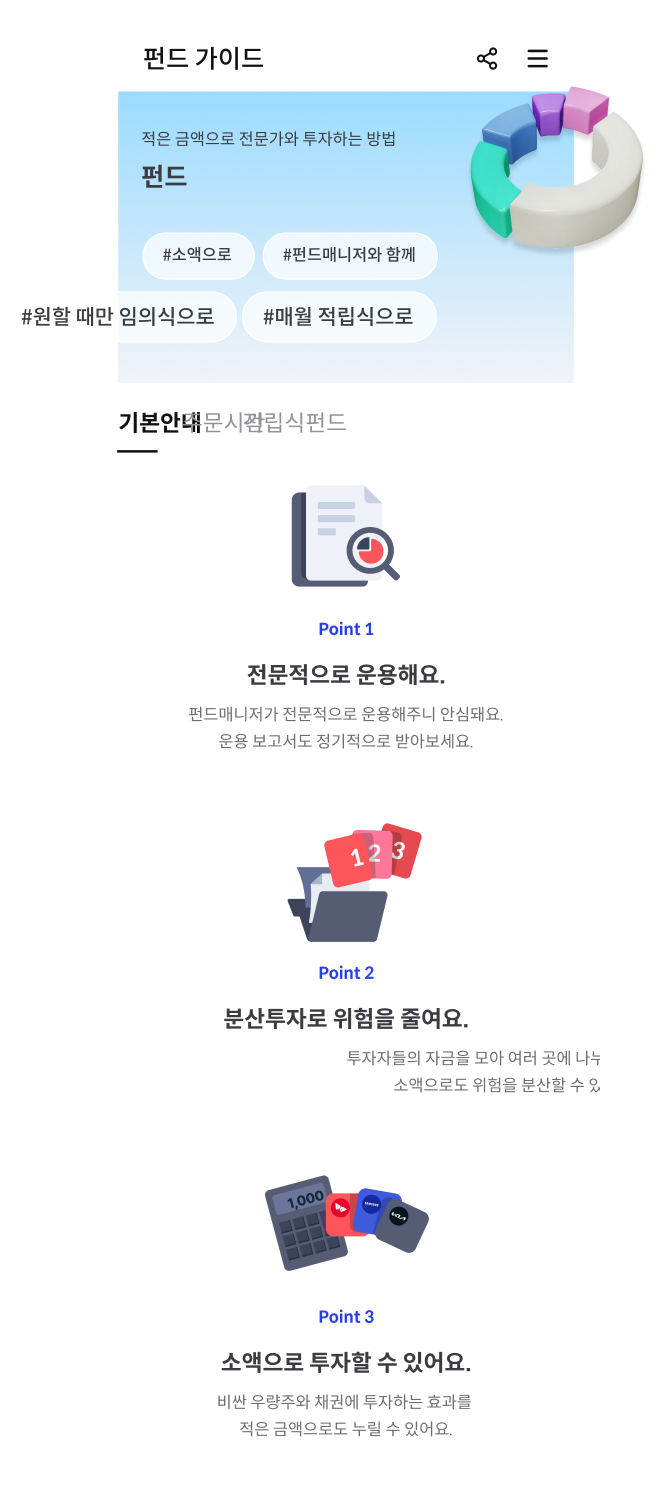 펀드 가이드
적은 금액으로 전문가와 투자하는 방법
펀드
#소액으로 #펀드매니저와 함께
#원할 때만 임의식으로 #매월 적립식으로
기본안내 주문시간 적립식펀드
Point 1
전문적으로 운용해요.
펀드매니저가 전문적으로 운용해주니 안심돼요.
운용 보고서도 정기적으로 받아보세요.
1 2 3
Point 2
분산투자로 위험을 줄여요.
투자자들의 자금을 모아 여러 곳에
소액으로도 위험을 분산할 수
1,000
KIA
Point 3
소액으로 투자할 수 있어요.
비싼 우량주와 채권에 투자하는 효과를
적은 금액으로도 누릴 수 있어요.